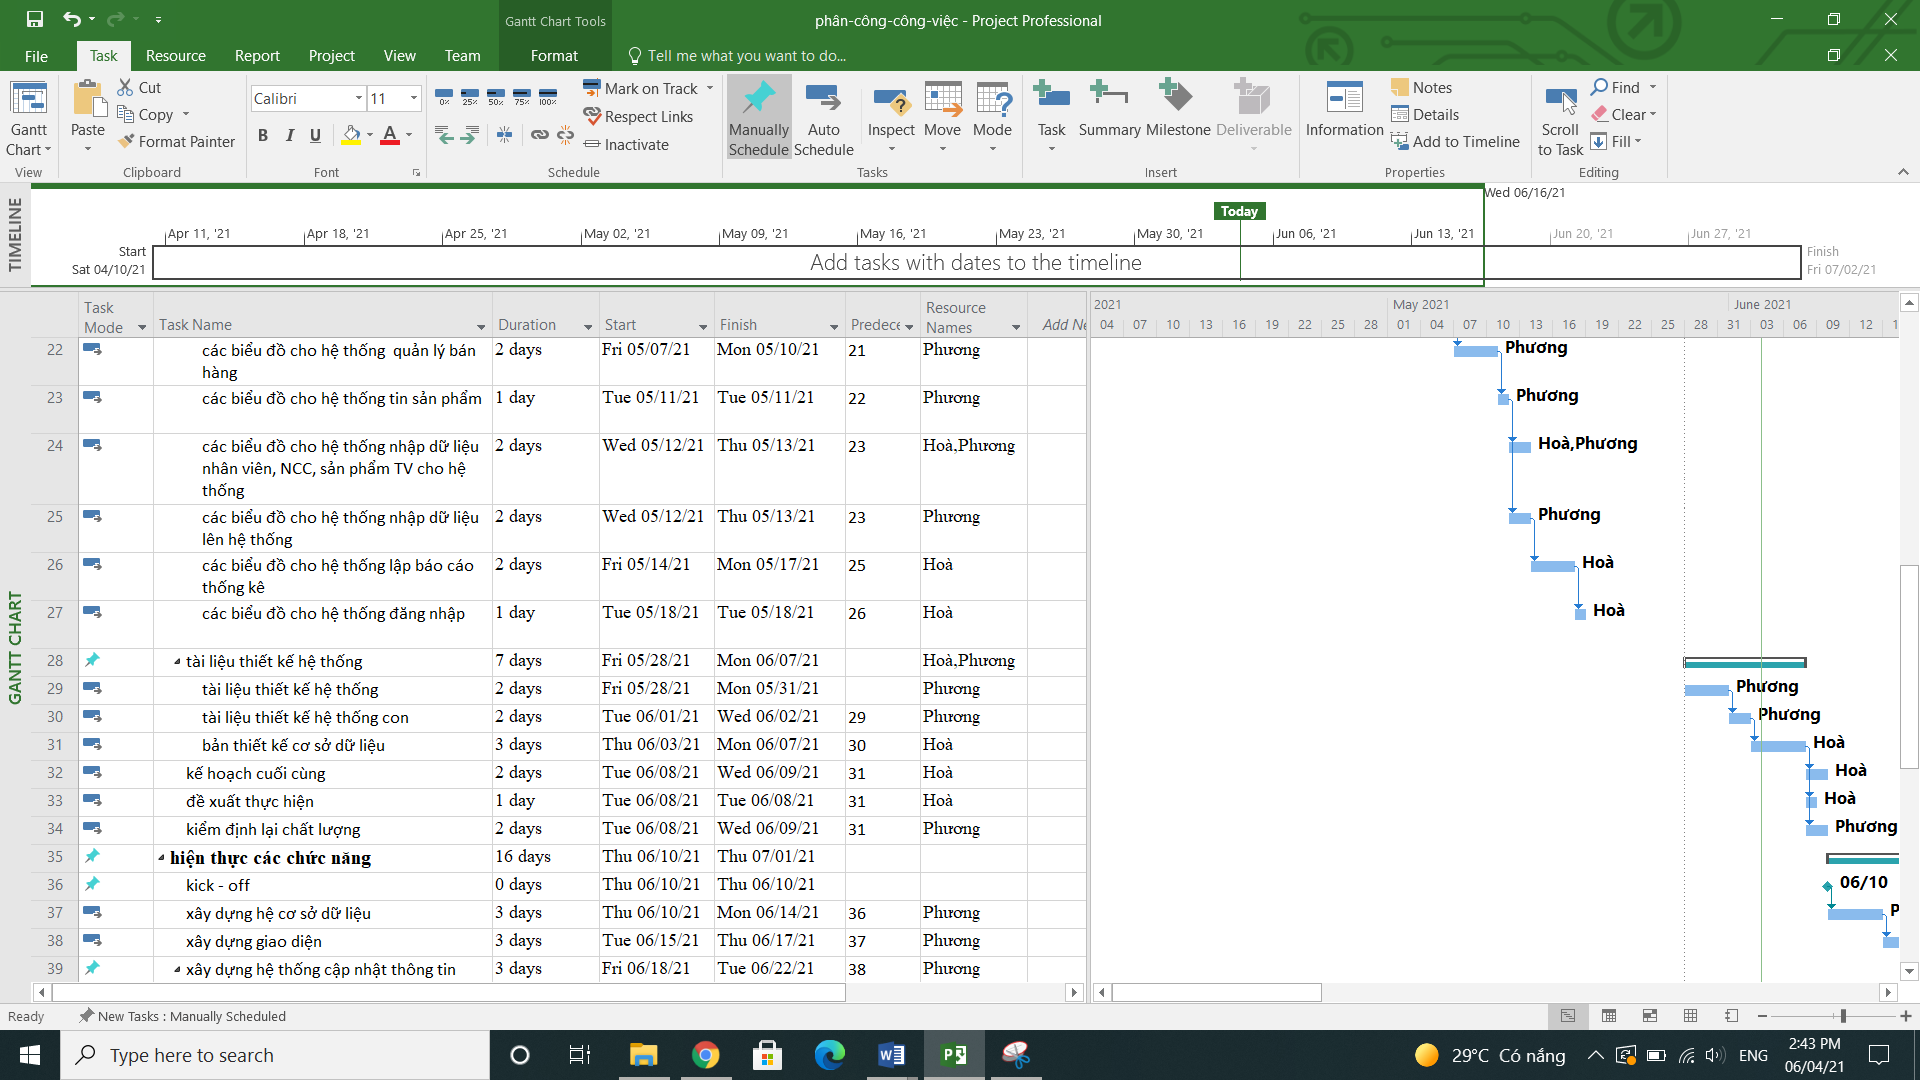 Gantt Chart Tools
phân-công-công-việc - Project Professional
File Task Resource Report Project View Team Format Tell me what you want to do...
Gantt Chart
View
Paste
Cut
Copy
Format Painter
Clipboard
Calibri 11
B I U A
Font
0% 25% 50% 75% 100%
Mark on Track
Respect Links
Inactivate
Schedule
Manually Schedule
Auto Schedule
Inspect
Move
Mode
Tasks
Task
Summary
Milestone
Deliverable
Insert
Information
Notes
Details
Add to Timeline
Properties
Scroll to Task
Find
Clear
Fill
Editing
TIMELINE
Wed 06/16/21
Today
Apr 11, '21 Apr 18, '21 Apr 25, '21 May 02, '21 May 09, '21 May 16, '21 May 23, '21 May 30, '21 Jun 06, '21 Jun 13, '21 Jun 20, '21 Jun 27, '21
Start
Sat 04/10/21
Add tasks with dates to the timeline
Finish
Fri 07/02/21
GANTT CHART
Task Mode Task Name Duration Start Finish Predece Resource Names Add Ne
2021 May 2021 June 2021
04 07 10 13 16 19 22 25 28 01 04 07 10 13 16 19 22 25 28 31 03 06 09 12 1
22 các biểu đồ cho hệ thống quản lý bán hàng 2 days Fri 05/07/21 Mon 05/10/21 21 Phương
23 các biểu đồ cho hệ thống tin sản phẩm 1 day Tue 05/11/21 Tue 05/11/21 22 Phương
24 các biểu đồ cho hệ thống nhập dữ liệu nhân viên, NCC, sản phẩm TV cho hệ thống 2 days Wed 05/12/21 Thu 05/13/21 23 Hoà,Phương
25 các biểu đồ cho hệ thống nhập dữ liệu lên hệ thống 2 days Wed 05/12/21 Thu 05/13/21 23 Phương
26 các biểu đồ cho hệ thống lập báo cáo thống kê 2 days Fri 05/14/21 Mon 05/17/21 25 Hoà
27 các biểu đồ cho hệ thống đăng nhập 1 day Tue 05/18/21 Tue 05/18/21 26 Hoà
28 tài liệu thiết kế hệ thống 7 days Fri 05/28/21 Mon 06/07/21 Hoà,Phương
29 tài liệu thiết kế hệ thống 2 days Fri 05/28/21 Mon 05/31/21 Phương
30 tài liệu thiết kế hệ thống con 2 days Tue 06/01/21 Wed 06/02/21 29 Phương
31 bản thiết kế cơ sở dữ liệu 3 days Thu 06/03/21 Mon 06/07/21 30 Hoà
32 kế hoạch cuối cùng 2 days Tue 06/08/21 Wed 06/09/21 31 Hoà
33 đề xuất thực hiện 1 day Tue 06/08/21 Tue 06/08/21 31 Hoà
34 kiểm định lại chất lượng 2 days Tue 06/08/21 Wed 06/09/21 31 Phương
35 hiện thực các chức năng 16 days Thu 06/10/21 Thu 07/01/21
36 kick - off 0 days Thu 06/10/21 Thu 06/10/21
37 xây dựng hệ cơ sở dữ liệu 3 days Thu 06/10/21 Mon 06/14/21 36 Phương
38 xây dựng giao diện 3 days Tue 06/15/21 Thu 06/17/21 37 Phương
39 xây dựng hệ thống cập nhật thông tin 3 days Fri 06/18/21 Tue 06/22/21 38 Phương
Phương
Phương
Hoà,Phương
Phương
Hoà
Hoà
Phương
Phương
Hoà
Hoà
Hoà
Phương
06/10
P
Ready New Tasks : Manually Scheduled
Type here to search
29°C Có nắng
ENG
2:43 PM
06/04/21